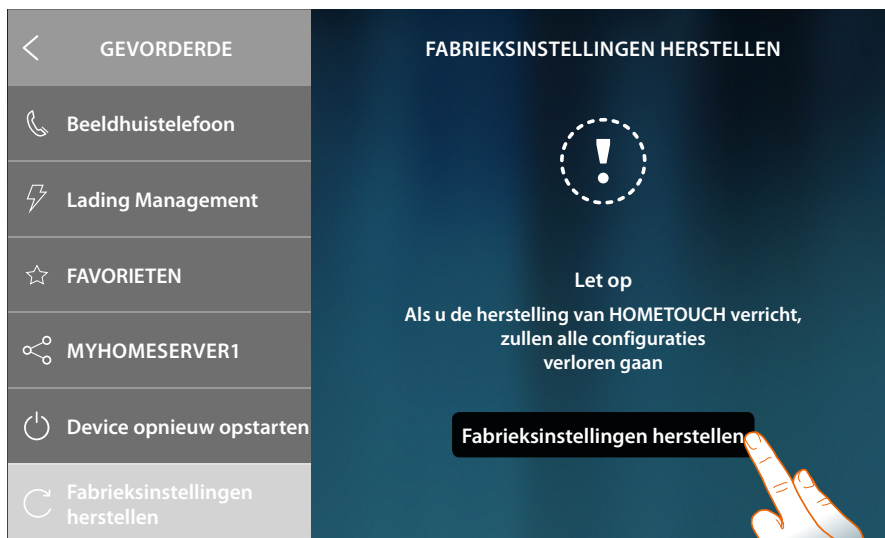 GEVORDERDE
Beeldhuistelefoon
Lading Management
FAVORIETEN
MYHOMESERVER1
Device opnieuw opstarten
Fabrieksinstellingen
herstellen
FABRIEKSINSTELLINGEN HERSTELLEN
Let op
Als u de herstelling van HOMETOUCH verricht,
zullen alle configuraties
verloren gaan
Fabrieksinstellingen herstellen